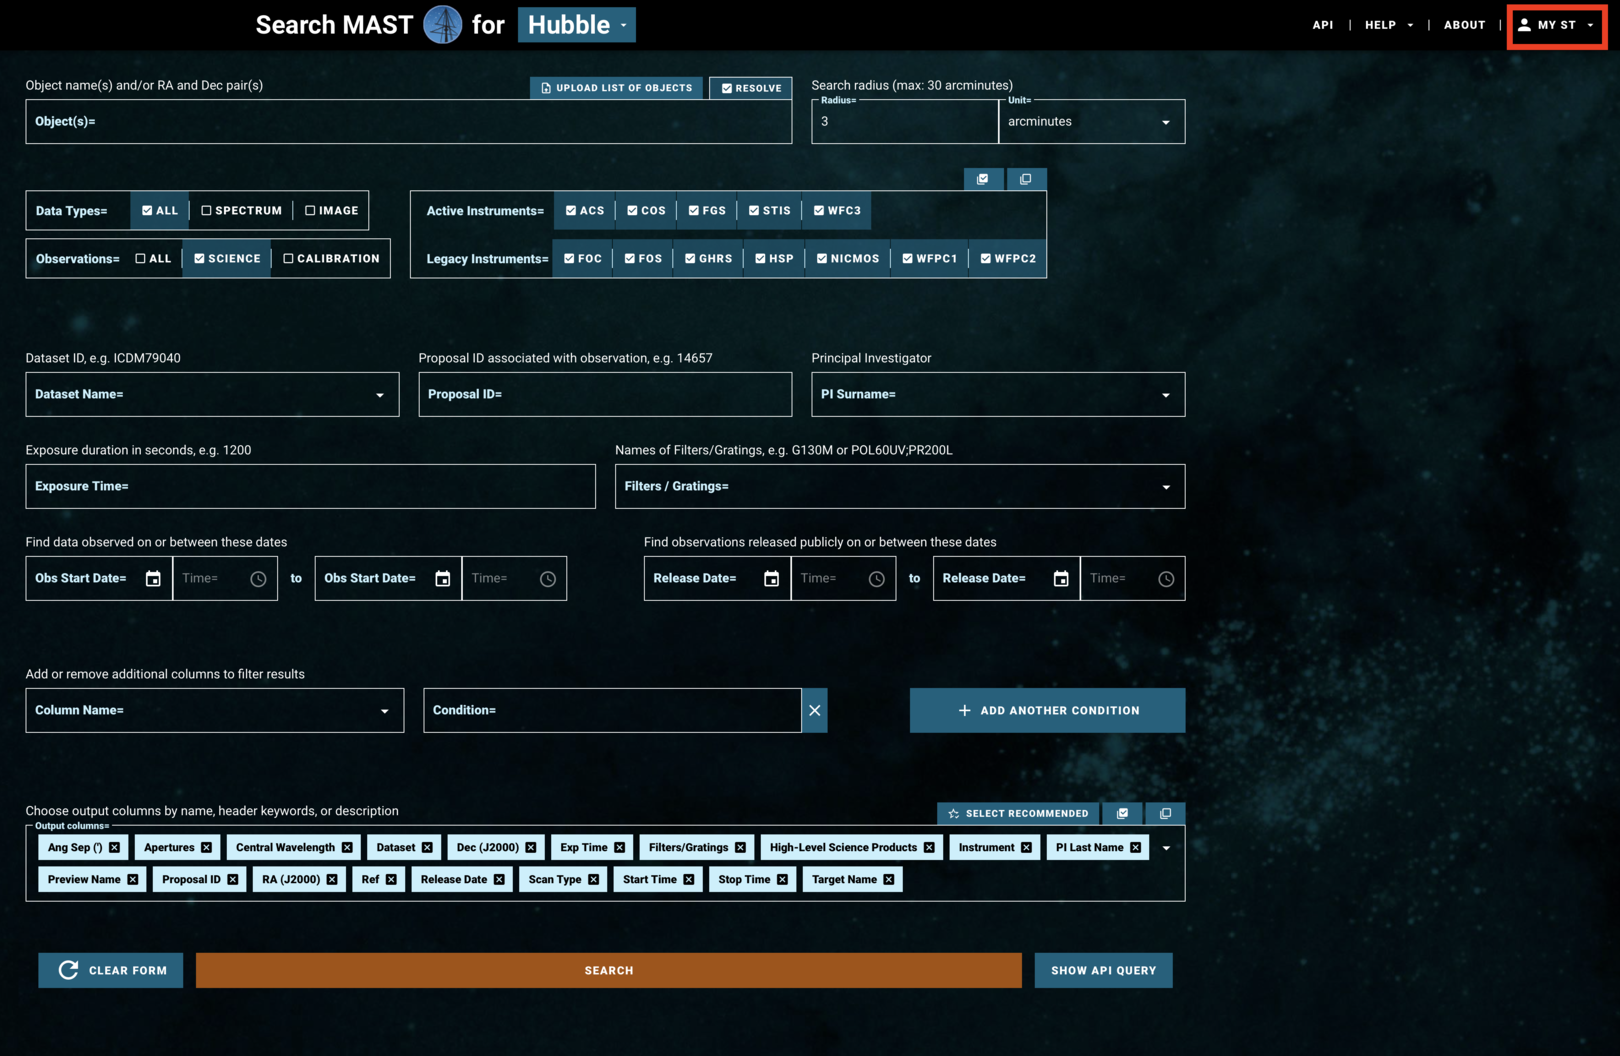 Search MAST for Hubble
API | HELP | ABOUT | MY ST
Object name(s) and/or RA and Dec pair(s)
UPLOAD LIST OF OBJECTS
RESOLVE
Object(s)=
Search radius (max: 30 arcminutes)
Radius=
3
Unit=
arcminutes
Data Types= ALL SPECTRUM IMAGE
Observations= ALL SCIENCE CALIBRATION
Active Instruments= ACS COS FGS STIS WFC3
Legacy Instruments= FOC FOS GHRS HSP NICMOS WFPC1 WFPC2
Dataset ID, e.g. ICDM79040
Dataset Name=
Proposal ID associated with observation, e.g. 14657
Proposal ID=
Principal Investigator
PI Surname=
Exposure duration in seconds, e.g. 1200
Exposure Time=
Names of Filters/Gratings, e.g. G130M or POL60UV;PR200L
Filters / Gratings=
Find data observed on or between these dates
Obs Start Date= Time= to Obs Start Date= Time=
Find observations released publicly on or between these dates
Release Date= Time= to Release Date= Time=
Add or remove additional columns to filter results
Column Name=
Condition=
ADD ANOTHER CONDITION
Choose output columns by name, header keywords, or description
SELECT RECOMMENDED
Output columns=
Ang Sep (') Apertures Central Wavelength Dataset Dec (J2000) Exp Time Filters/Gratings High-Level Science Products Instrument PI Last Name
Preview Name Proposal ID RA (J2000) Ref Release Date Scan Type Start Time Stop Time Target Name
CLEAR FORM
SEARCH
SHOW API QUERY